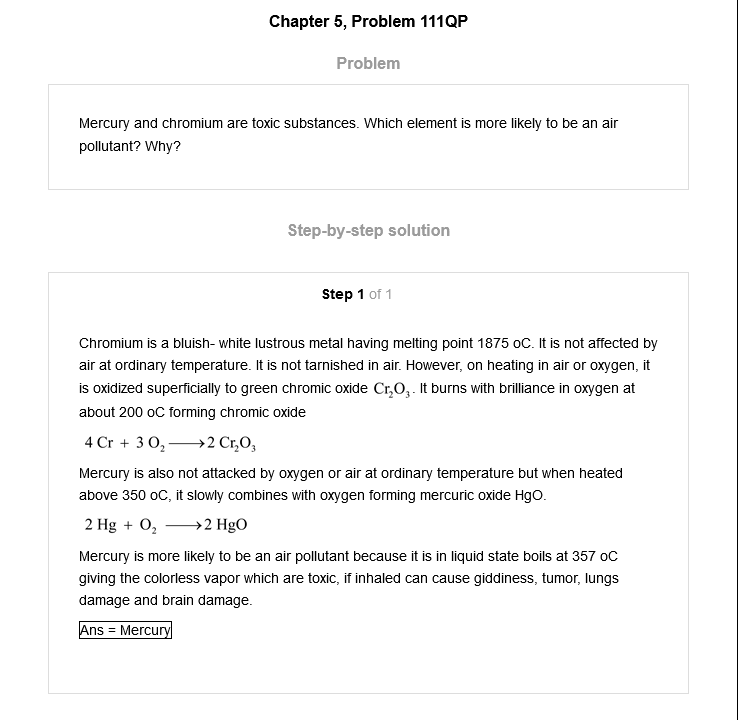 Chapter 5, Problem 111QP
Problem
Mercury and chromium are toxic substances. Which element is more likely to be an air
pollutant? Why?
Step-by-step solution
Step 1 of 1
Chromium is a bluish- white lustrous metal having melting point 1875 oC. It is not affected by
air at ordinary temperature. It is not tarnished in air. However, on heating in air or oxygen, it
is oxidized superficially to green chromic oxide Cr₂O₃. It burns with brilliance in oxygen at
about 200 oC forming chromic oxide
4 Cr + 3 O₂ ⟶ 2 Cr₂O₃
Mercury is also not attacked by oxygen or air at ordinary temperature but when heated
above 350 oC, it slowly combines with oxygen forming mercuric oxide HgO.
2 Hg + O₂ ⟶ 2 HgO
Mercury is more likely to be an air pollutant because it is in liquid state boils at 357 oC
giving the colorless vapor which are toxic, if inhaled can cause giddiness, tumor, lungs
damage and brain damage.
Ans = Mercury